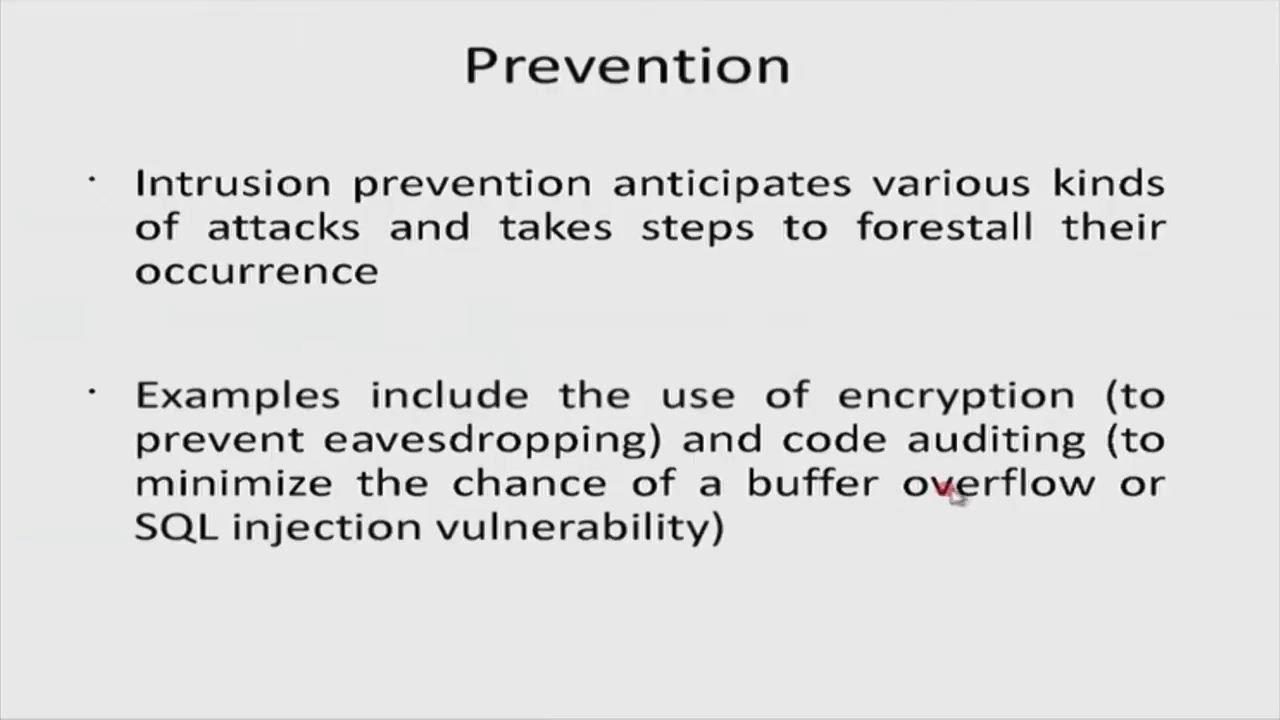 Prevention
· Intrusion prevention anticipates various kinds
of attacks and takes steps to forestall their
occurrence
· Examples include the use of encryption (to
prevent eavesdropping) and code auditing (to
minimize the chance of a buffer overflow or
SQL injection vulnerability)